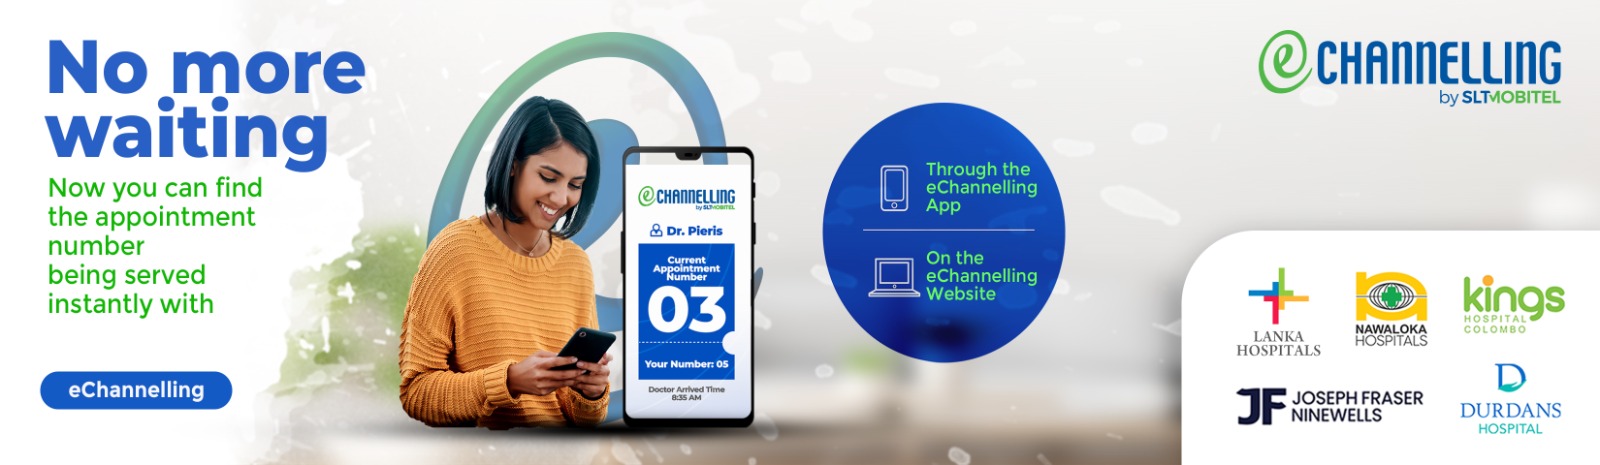 No more
waiting
Now you can find
the appointment
number
being served
instantly with
eChannelling
eCHANNELLING
by SLTMOBITEL
Dr. Pieris
Current
Appointment
Number
03
Your Number: 05
Doctor Arrived Time
8:35 AM
Through the
eChannelling
App
On the
eChannelling
Website
eCHANNELLING
by SLTMOBITEL
LANKA
HOSPITALS
NAWALOKA
HOSPITALS
kings
HOSPITAL
COLOMBO
JF JOSEPH FRASER
NINEWELLS
D
DURDANS
HOSPITAL